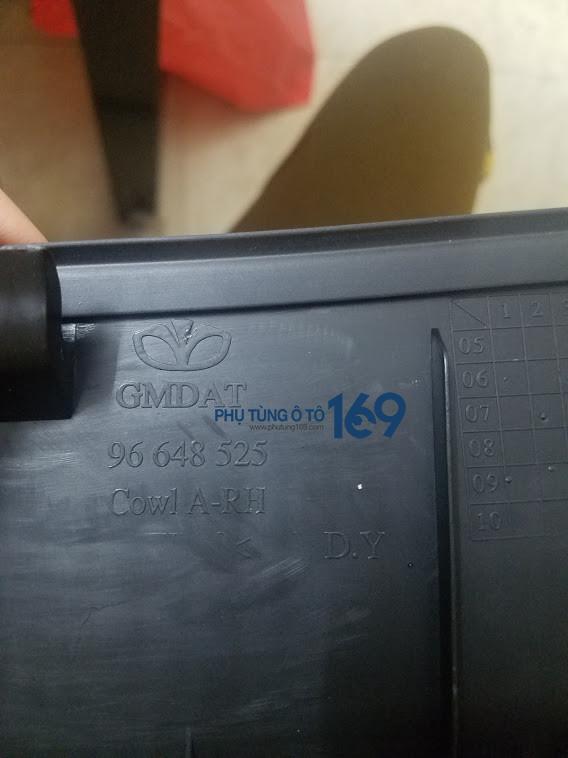 GMDAT
PHỤ TÙNG Ô TÔ 169
www.phutung169.com
96 648 525
Cowl A-RH
D.Y
1 2
05
06
07
08
09
10